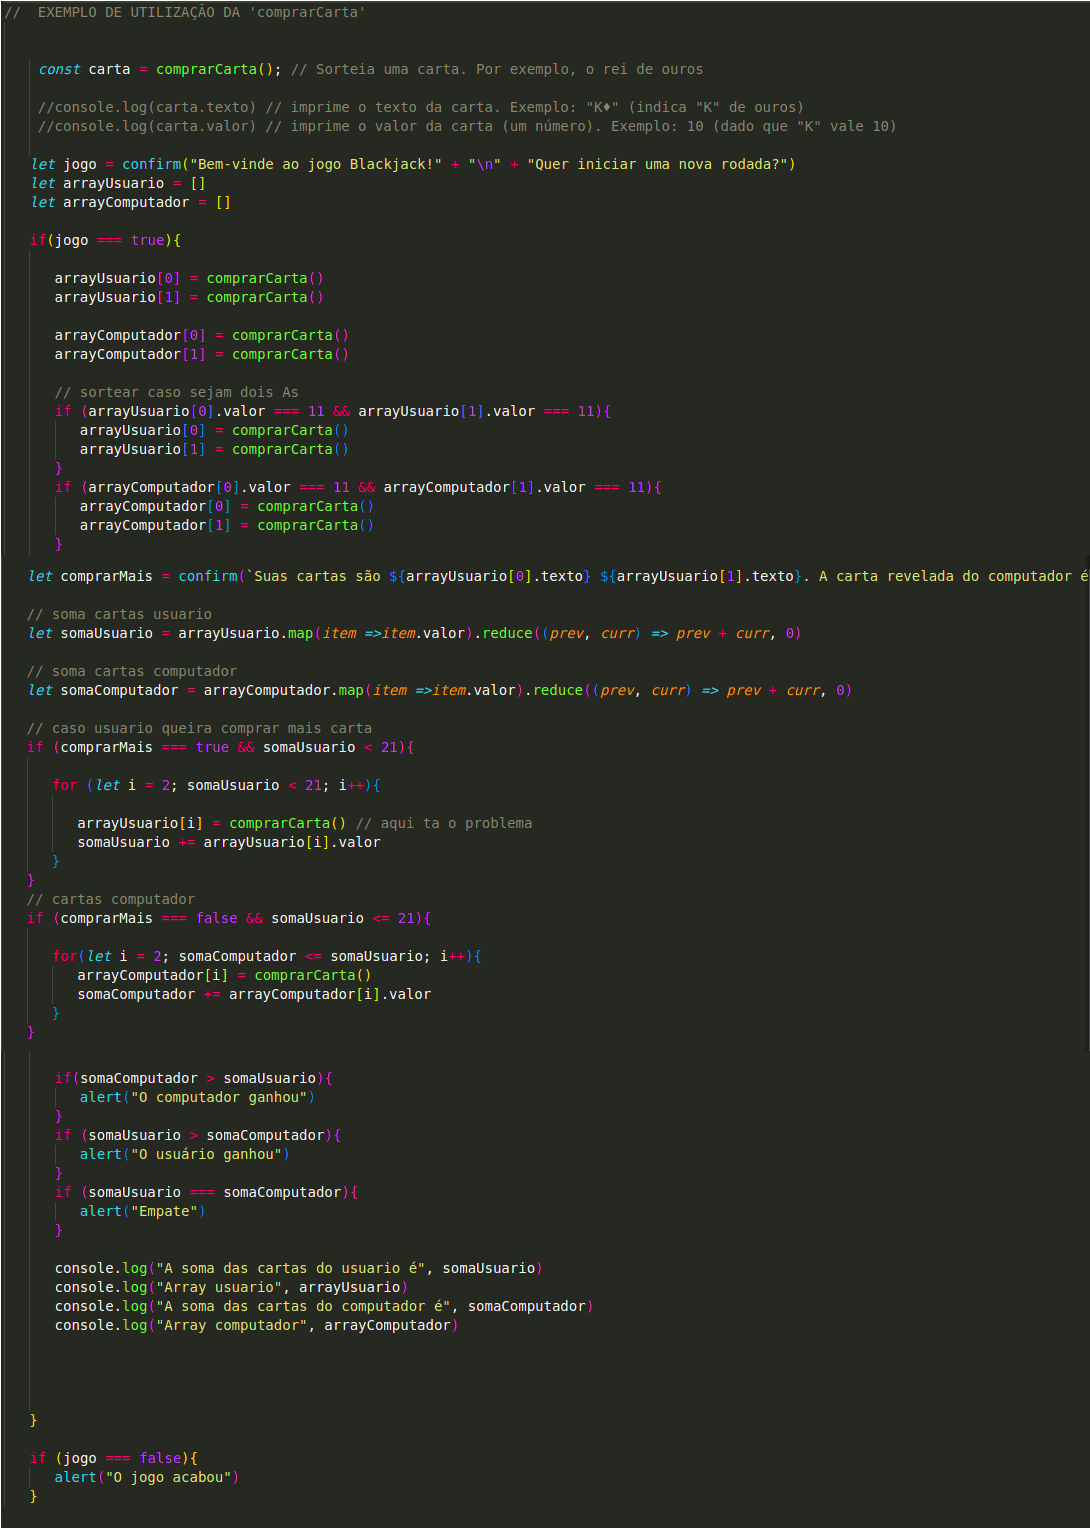 //  EXEMPLO DE UTILIZAÇÃO DA 'comprarCarta'
const carta = comprarCarta(); // Sorteia uma carta. Por exemplo, o rei de ouros
//console.log(carta.texto) // imprime o texto da carta. Exemplo: "K♦" (indica "K" de ouros)
//console.log(carta.valor) // imprime o valor da carta (um número). Exemplo: 10 (dado que "K" vale 10)
let jogo = confirm("Bem-vinde ao jogo Blackjack!" + "\n" + "Quer iniciar uma nova rodada?")
let arrayUsuario = []
let arrayComputador = []
if(jogo === true){
arrayUsuario[0] = comprarCarta()
arrayUsuario[1] = comprarCarta()
arrayComputador[0] = comprarCarta()
arrayComputador[1] = comprarCarta()
// sortear caso sejam dois As
if (arrayUsuario[0].valor === 11 && arrayUsuario[1].valor === 11){
arrayUsuario[0] = comprarCarta()
arrayUsuario[1] = comprarCarta()
}
if (arrayComputador[0].valor === 11 && arrayComputador[1].valor === 11){
arrayComputador[0] = comprarCarta()
arrayComputador[1] = comprarCarta()
}
let comprarMais = confirm(`Suas cartas são ${arrayUsuario[0].texto} ${arrayUsuario[1].texto}. A carta revelada do computador é
// soma cartas usuario
let somaUsuario = arrayUsuario.map(item =>item.valor).reduce((prev, curr) => prev + curr, 0)
// soma cartas computador
let somaComputador = arrayComputador.map(item =>item.valor).reduce((prev, curr) => prev + curr, 0)
// caso usuario queira comprar mais carta
if (comprarMais === true && somaUsuario < 21){
for (let i = 2; somaUsuario < 21; i++){
arrayUsuario[i] = comprarCarta() // aqui ta o problema
somaUsuario += arrayUsuario[i].valor
}
}
// cartas computador
if (comprarMais === false && somaUsuario <= 21){
for(let i = 2; somaComputador <= somaUsuario; i++){
arrayComputador[i] = comprarCarta()
somaComputador += arrayComputador[i].valor
}
}
if(somaComputador > somaUsuario){
alert("O computador ganhou")
}
if (somaUsuario > somaComputador){
alert("O usuário ganhou")
}
if (somaUsuario === somaComputador){
alert("Empate")
}
console.log("A soma das cartas do usuario é", somaUsuario)
console.log("Array usuario", arrayUsuario)
console.log("A soma das cartas do computador é", somaComputador)
console.log("Array computador", arrayComputador)
}
if (jogo === false){
alert("O jogo acabou")
}